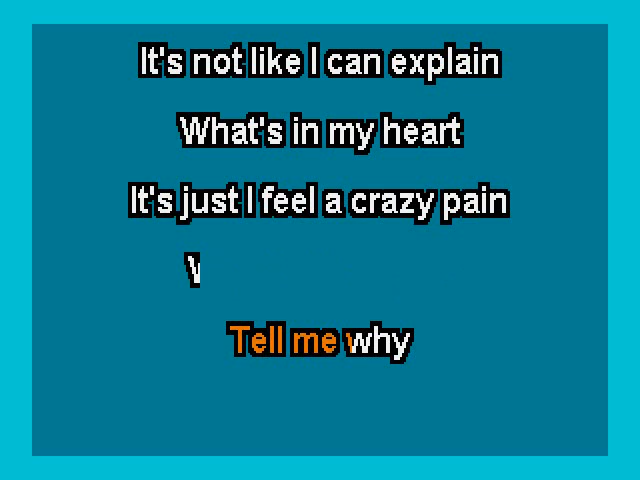 It's not like I can explain
What's in my heart
It's just I feel a crazy pain
Tell me why